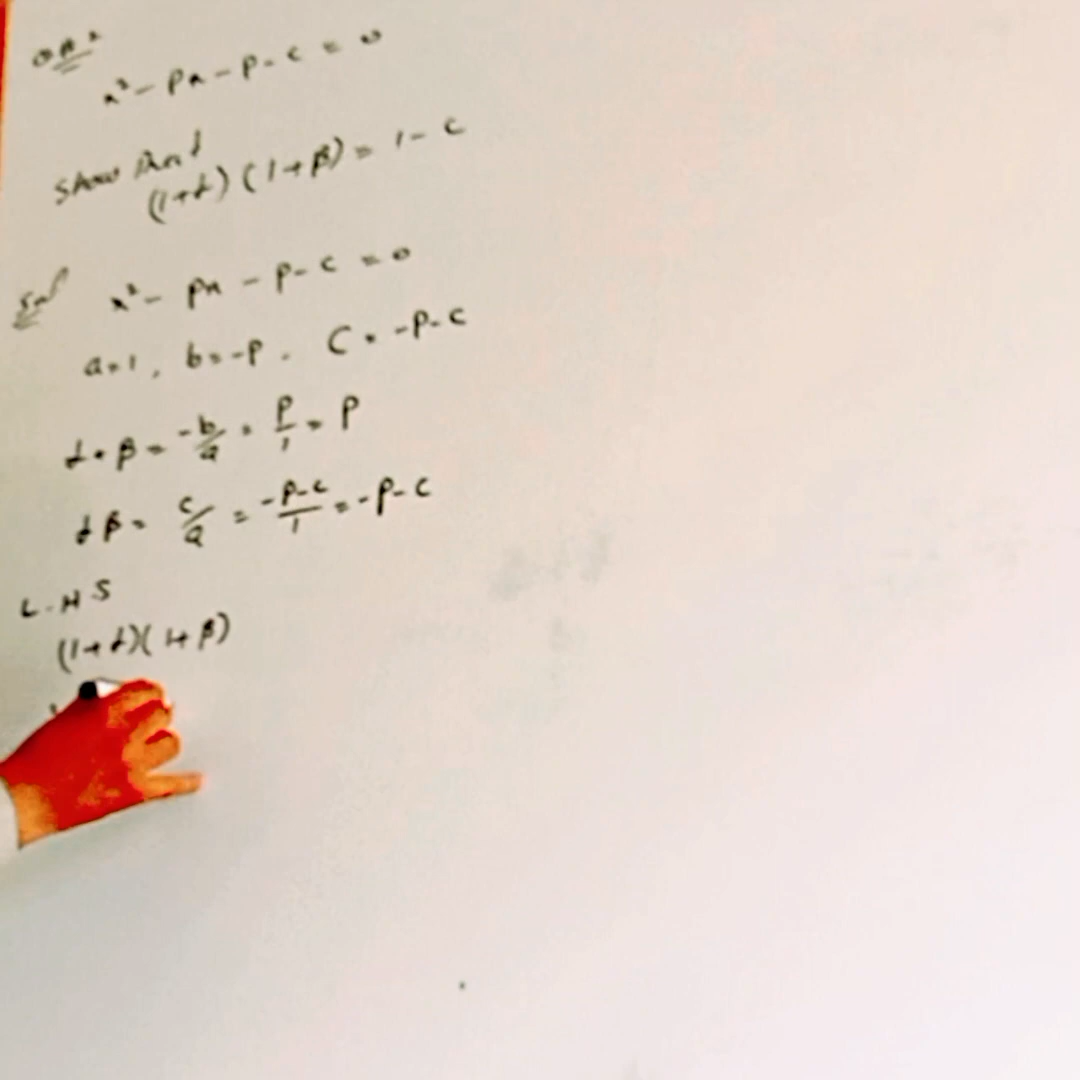 x² - px - p - c = 0
Show that
(1+α) (1+β) = 1 - c
Sol
x² - px - p - c = 0
a=1, b=-p. C = -p-c
α+β = -b/a = p/1 = p
αβ = c/a = -p-c/1 = -p-c
L.H.S
(1+α)(1+β)